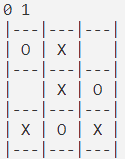 0 1
|---|---|---|
| O | X |   |
|---|---|---|
|   | X | O |
|---|---|---|
| X | O | X |
|---|---|---|